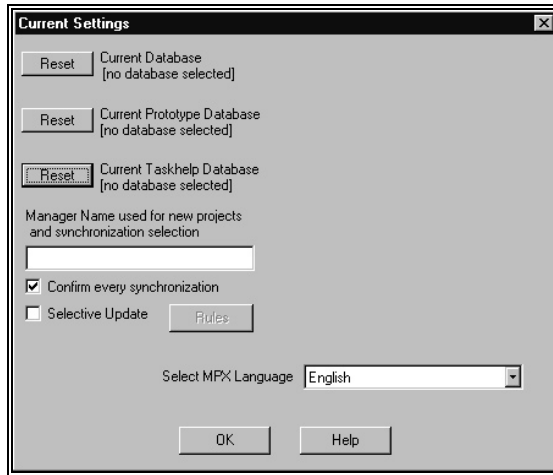 Current Settings
Reset
Current Database
[no database selected]
Reset
Current Prototype Database
[no database selected]
Reset
Current Taskhelp Database
[no database selected]
Manager Name used for new projects
and synchronization selection
Confirm every synchronization
Selective Update
Rules
Select MPX Language
English
OK
Help